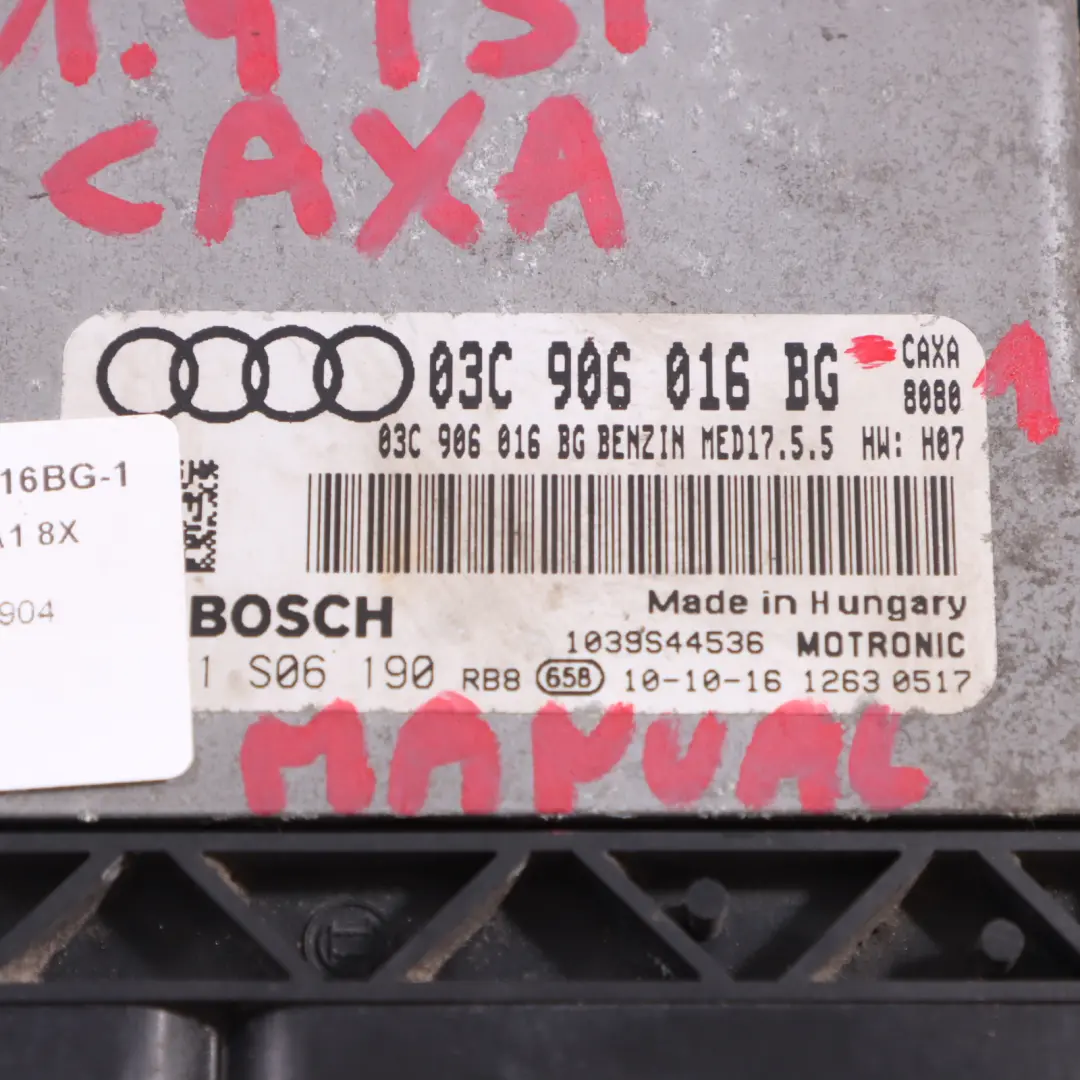 1.4 TSI
CAXA
03C 906 016 BG CAXA
8080
1
03C 906 016 BG BENZIN MED17.5.5 HW: H07
16BG-1
A1 8X
904
BOSCH
Made in Hungary
1039S44536 MOTRONIC
1 S06 190 RB8 658 10-10-16 1263 0517
MANUAL